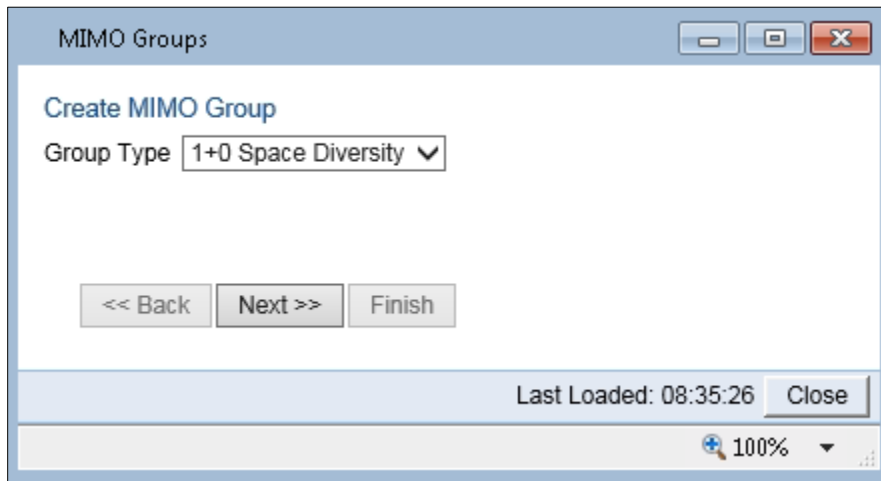 MIMO Groups
Create MIMO Group
Group Type 1+0 Space Diversity
<< Back Next >> Finish
Last Loaded: 08:35:26 Close
100%